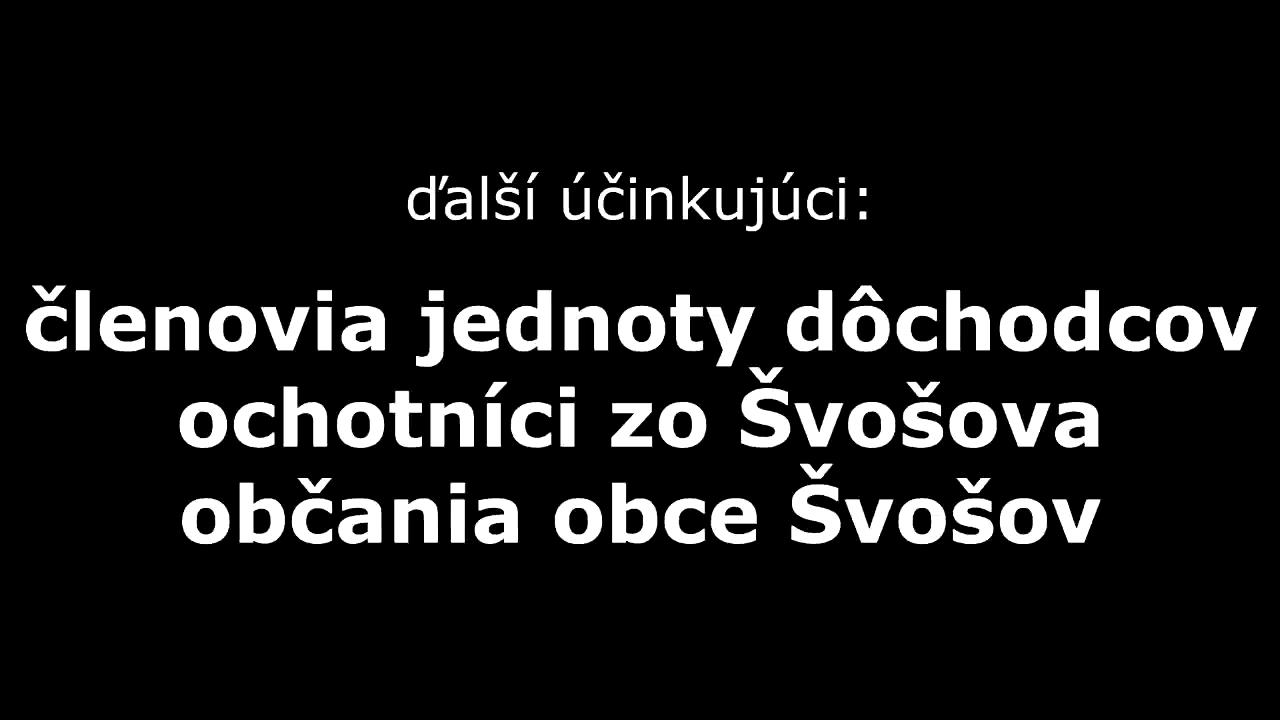 ďalší účinkujúci:
členovia jednoty dôchodcov
ochotníci zo Švošova
občania obce Švošov